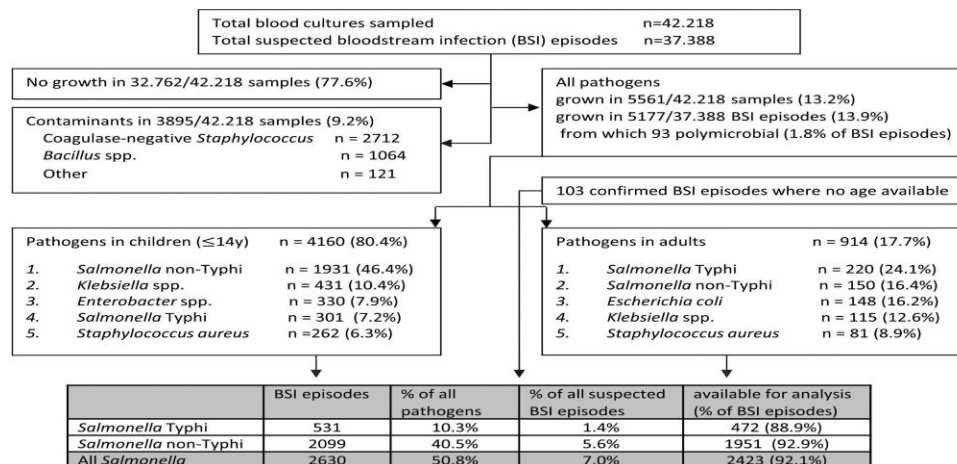 Total blood cultures sampled n=42.218
Total suspected bloodstream infection (BSI) episodes n=37.388
No growth in 32.762/42.218 samples (77.6%)
All pathogens
grown in 5561/42.218 samples (13.2%)
grown in 5177/37.388 BSI episodes (13.9%)
from which 93 polymicrobial (1.8% of BSI episodes)
Contaminants in 3895/42.218 samples (9.2%)
Coagulase-negative Staphylococcus n = 2712
Bacillus spp. n = 1064
Other n = 121
103 confirmed BSI episodes where no age available
Pathogens in children (≤14y) n = 4160 (80.4%)
1. Salmonella non-Typhi n = 1931 (46.4%)
2. Klebsiella spp. n = 431 (10.4%)
3. Enterobacter spp. n = 330 (7.9%)
4. Salmonella Typhi n = 301 (7.2%)
5. Staphylococcus aureus n =262 (6.3%)
Pathogens in adults n = 914 (17.7%)
1. Salmonella Typhi n = 220 (24.1%)
2. Salmonella non-Typhi n = 150 (16.4%)
3. Escherichia coli n = 148 (16.2%)
4. Klebsiella spp. n = 115 (12.6%)
5. Staphylococcus aureus n = 81 (8.9%)
BSI episodes % of all pathogens % of all suspected BSI episodes available for analysis (% of BSI episodes)
Salmonella Typhi 531 10.3% 1.4% 472 (88.9%)
Salmonella non-Typhi 2099 40.5% 5.6% 1951 (92.9%)
All Salmonella 2630 50.8% 7.0% 2423 (92.1%)